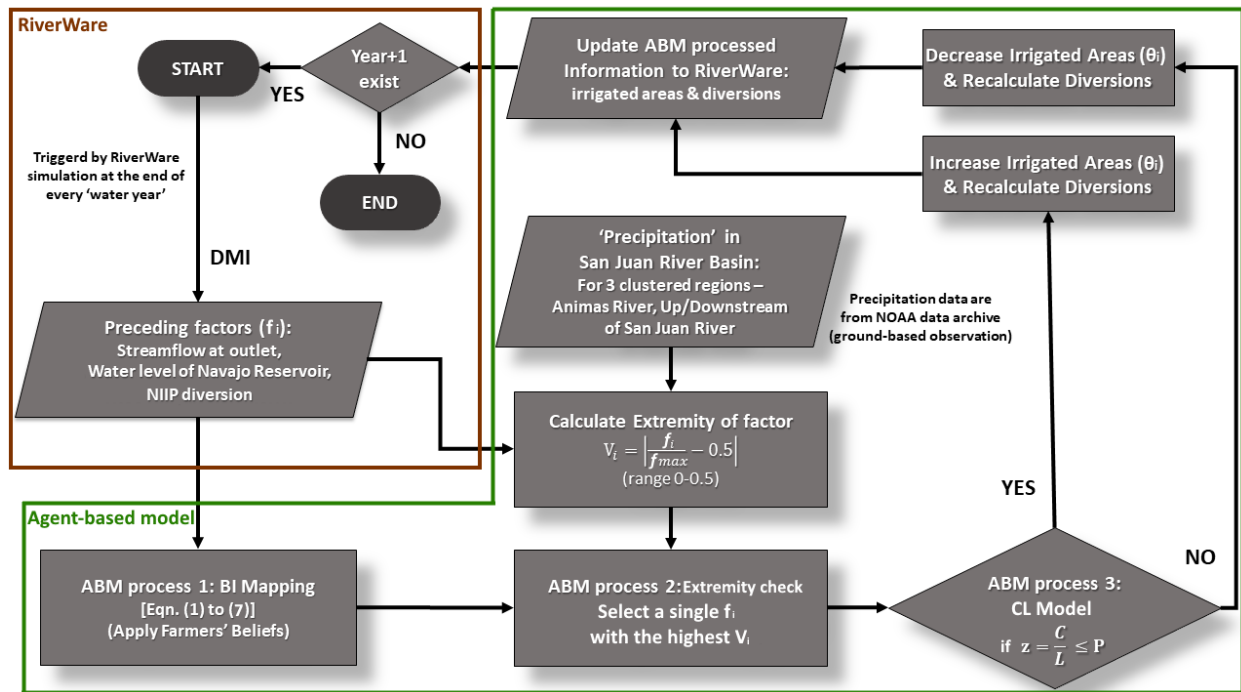 RiverWare
START
Year+1
exist
YES
NO
END
Triggerd by RiverWare
simulation at the end of
every ‘water year’
DMI
Preceding factors (f i):
Streamflow at outlet,
Water level of Navajo Reservoir,
NIIP diversion
Update ABM processed
Information to RiverWare:
irrigated areas & diversions
Decrease Irrigated Areas (θi)
& Recalculate Diversions
Increase Irrigated Areas (θi)
& Recalculate Diversions
‘Precipitation’ in
San Juan River Basin:
For 3 clustered regions –
Animas River, Up/Downstream
of San Juan River
Precipitation data are
from NOAA data archive
(ground-based observation)
Calculate Extremity of factor
Vi = |fi/fmax − 0.5|
(range 0-0.5)
YES
NO
Agent-based model
ABM process 1: BI Mapping
[Eqn. (1) to (7)]
(Apply Farmers’ Beliefs)
ABM process 2:Extremity check
Select a single fi
with the highest Vi
ABM process 3:
CL Model
if z = C/L ≤ P